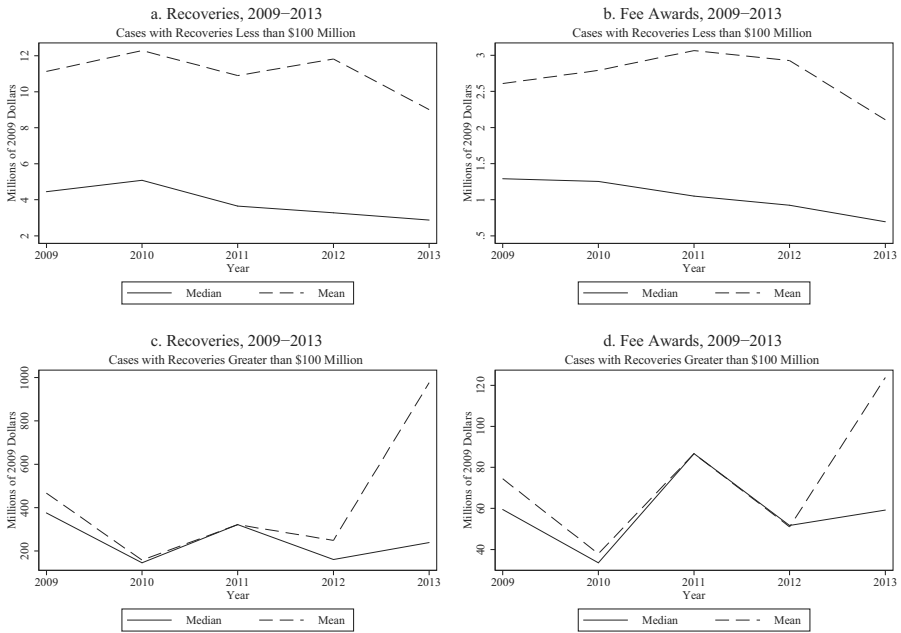 a. Recoveries, 2009−2013
Cases with Recoveries Less than $100 Million
Millions of 2009 Dollars
12
10
8
6
4
2
2009 2010 2011 2012 2013
Year
Median Mean
b. Fee Awards, 2009−2013
Cases with Recoveries Less than $100 Million
Millions of 2009 Dollars
3
2.5
2
1.5
1
.5
2009 2010 2011 2012 2013
Year
Median Mean
c. Recoveries, 2009−2013
Cases with Recoveries Greater than $100 Million
Millions of 2009 Dollars
1000
800
600
400
200
2009 2010 2011 2012 2013
Year
Median Mean
d. Fee Awards, 2009−2013
Cases with Recoveries Greater than $100 Million
Millions of 2009 Dollars
120
100
80
60
40
2009 2010 2011 2012 2013
Year
Median Mean